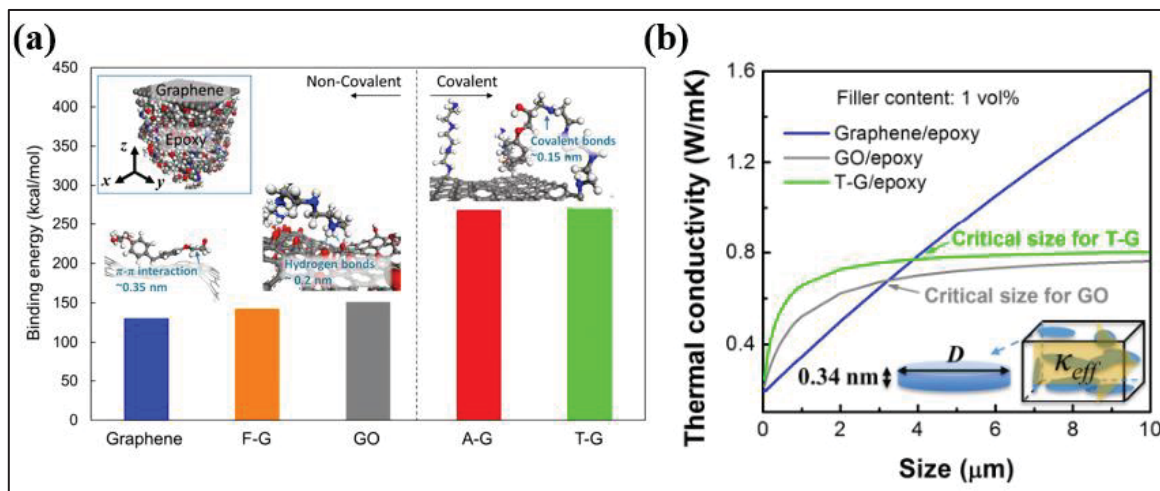 (a)
450
400
350
300
250
200
150
100
50
0
Binding energy (kcal/mol)
Graphene
Epoxy
z
x
y
Non-Covalent
Covalent
Covalent bonds
~0.15 nm
π-π interaction
~0.35 nm
Hydrogen bonds
~0.2 nm
Graphene
F-G
GO
A-G
T-G
(b)
Thermal conductivity (W/mK)
1.6
1.2
0.8
0.4
Filler content: 1 vol%
Graphene/epoxy
GO/epoxy
T-G/epoxy
Critical size for T-G
Critical size for GO
D
0.34 nm
κeff
0
2
4
6
8
10
Size (μm)